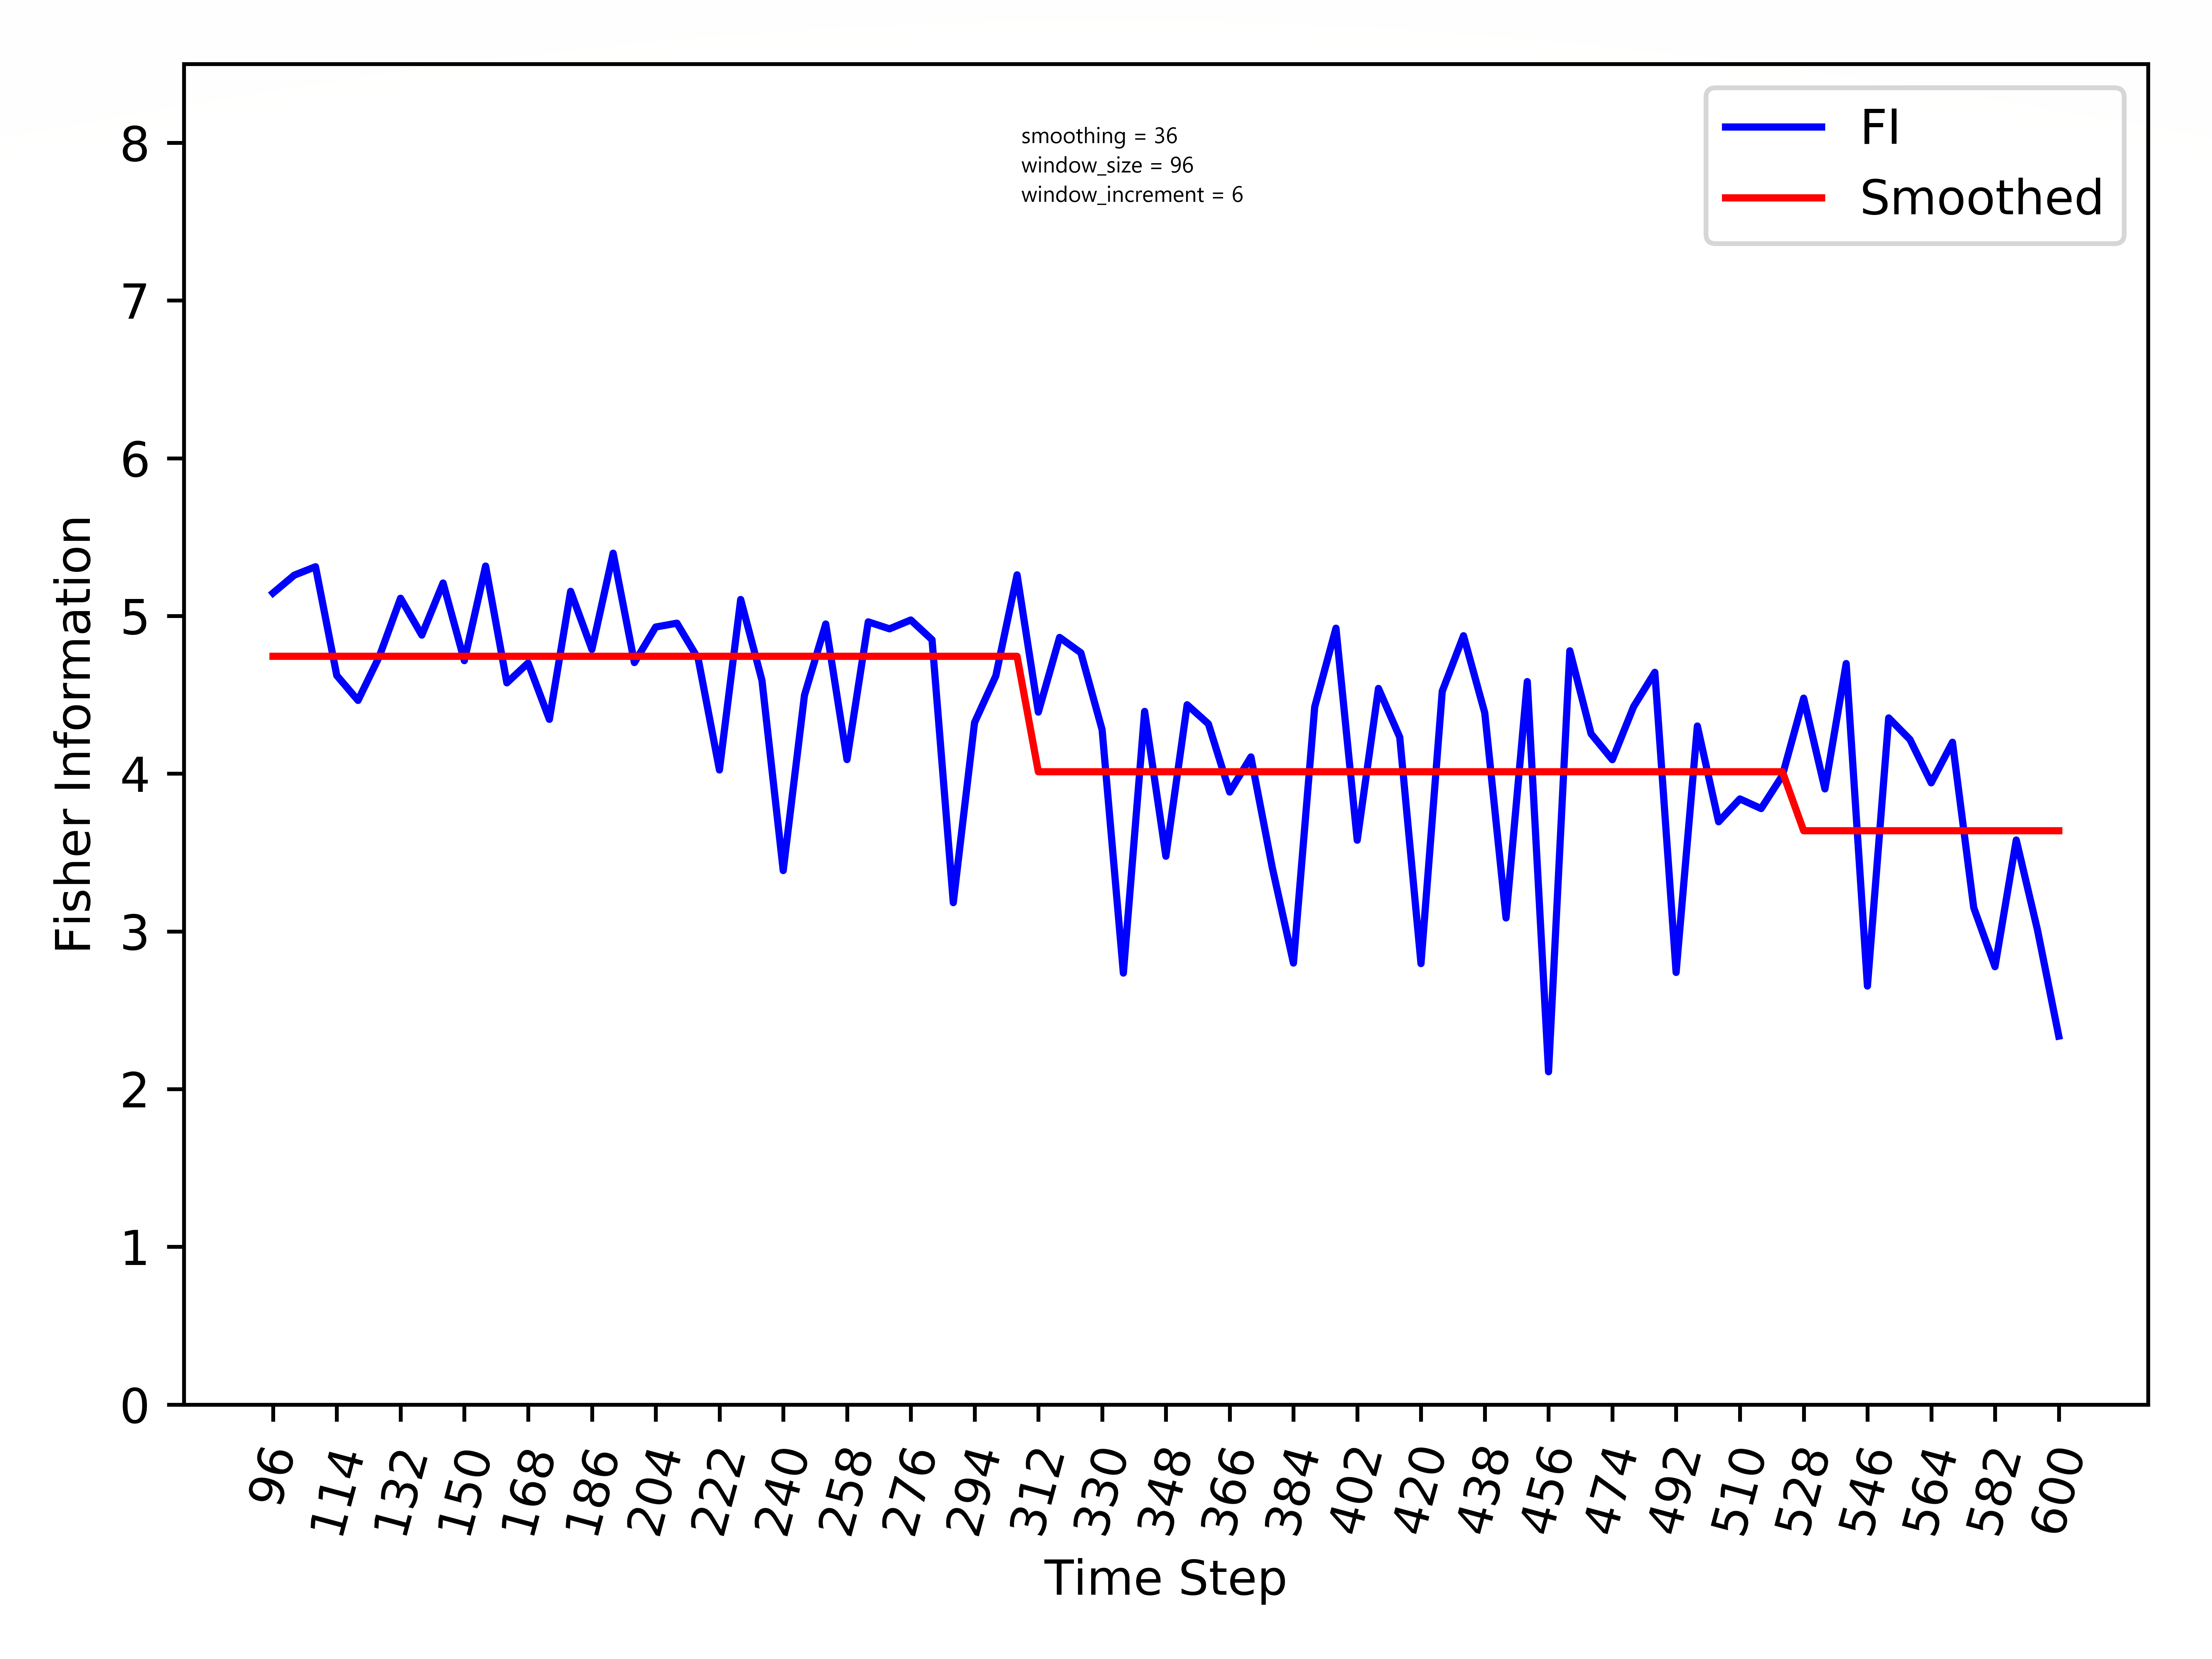 smoothing = 36
window_size = 96
window_increment = 6
FI
Smoothed
Fisher Information
8
7
6
5
4
3
2
1
0
96 114 132 150 168 186 204 222 240 258 276 294 312 330 348 366 384 402 420 438 456 474 492 510 528 546 564 582 600
Time Step